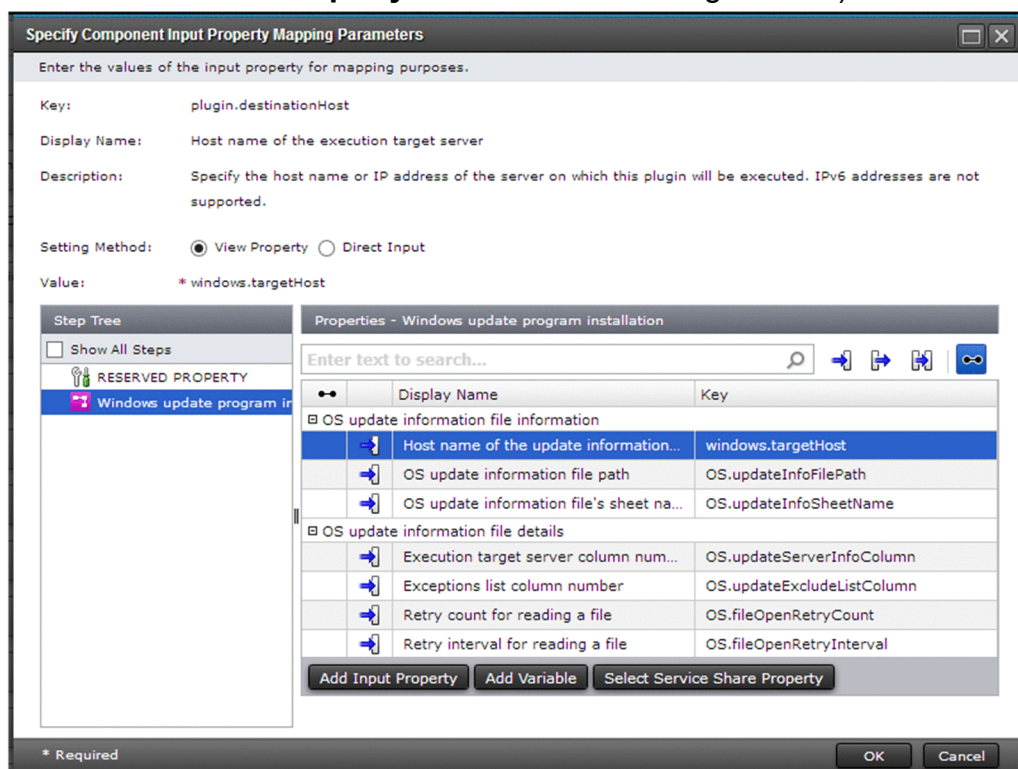 Specify Component Input Property Mapping Parameters
Enter the values of the input property for mapping purposes.
Key: plugin.destinationHost
Display Name: Host name of the execution target server
Description: Specify the host name or IP address of the server on which this plugin will be executed. IPv6 addresses are not
supported.
Setting Method: View Property Direct Input
Value: * windows.targetHost
Step Tree
Show All Steps
RESERVED PROPERTY
Windows update program in
Properties - Windows update program installation
Enter text to search...
Display Name Key
OS update information file information
Host name of the update information... windows.targetHost
OS update information file path OS.updateInfoFilePath
OS update information file's sheet na... OS.updateInfoSheetName
OS update information file details
Execution target server column num... OS.updateServerInfoColumn
Exceptions list column number OS.updateExcludeListColumn
Retry count for reading a file OS.fileOpenRetryCount
Retry interval for reading a file OS.fileOpenRetryInterval
Add Input Property Add Variable Select Service Share Property
* Required
OK Cancel